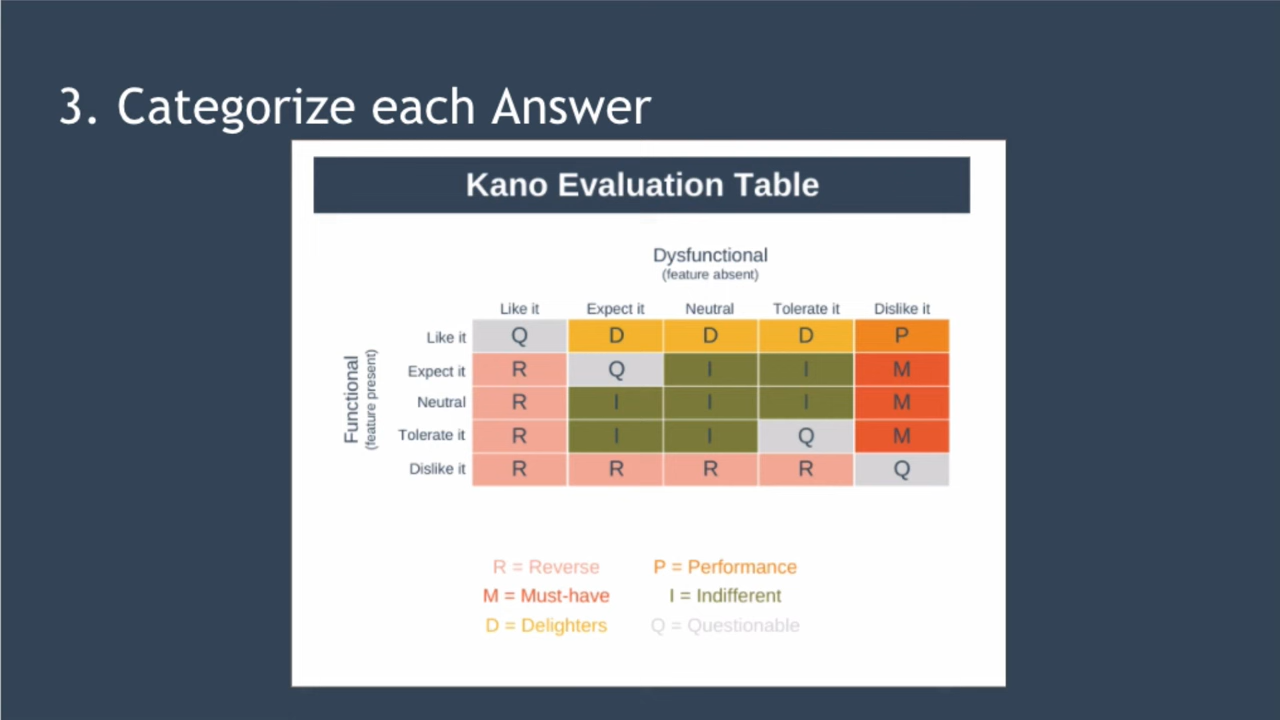 3. Categorize each Answer
Kano Evaluation Table
Dysfunctional
(feature absent)
Like it Expect it Neutral Tolerate it Dislike it
Functional
(feature present)
Like it Q D D D P
Expect it R Q I I M
Neutral R I I I M
Tolerate it R I I Q M
Dislike it R R R R Q
R = Reverse P = Performance
M = Must-have I = Indifferent
D = Delighters Q = Questionable